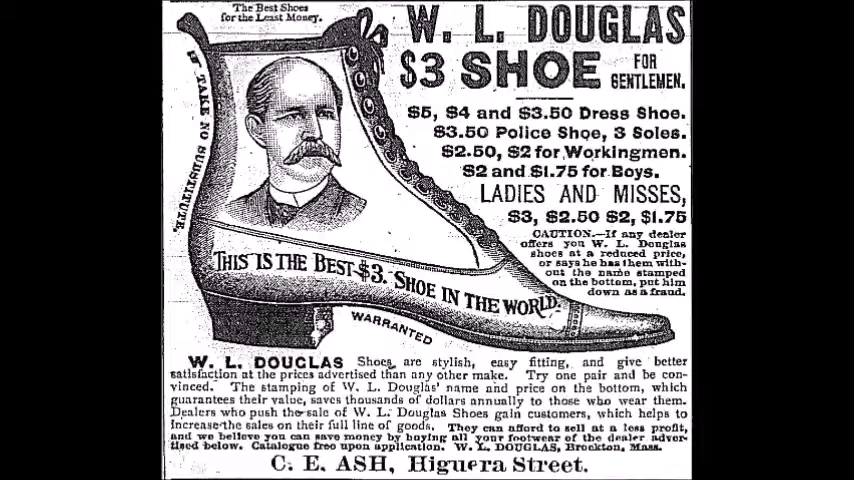 The Best Shoes
for the Least Money.
W. L. DOUGLAS
$3 SHOE FOR
GENTLEMEN.
$5, $4 and $3.50 Dress Shoe.
$3.50 Police Shoe, 3 Soles.
$2.50, $2 for Workingmen.
$2 and $1.75 for Boys.
LADIES AND MISSES,
$3, $2.50 $2, $1.75
CAUTION.—If any dealer
offers you W. L. Douglas
shoes at a reduced price,
or says he has them with-
out the name stamped
on the bottom, put him
down as a fraud.
TAKE NO SUBSTITUTE.
THIS IS THE BEST $3. SHOE IN THE WORLD.
WARRANTED
W. L. DOUGLAS Shoes are stylish, easy fitting, and give better
satisfaction at the prices advertised than any other make. Try one pair and be con-
vinced. The stamping of W. L. Douglas' name and price on the bottom, which
guarantees their value, saves thousands of dollars annually to those who wear them.
Dealers who push the sale of W. L. Douglas Shoes gain customers, which helps to
increase the sales on their full line of goods. They can afford to sell at a less profit,
and we believe you can save money by buying all your footwear of the dealer adver-
tised below. Catalogue free upon application. W. L. DOUGLAS, Brockton, Mass.
C. E. ASH, Higuera Street.